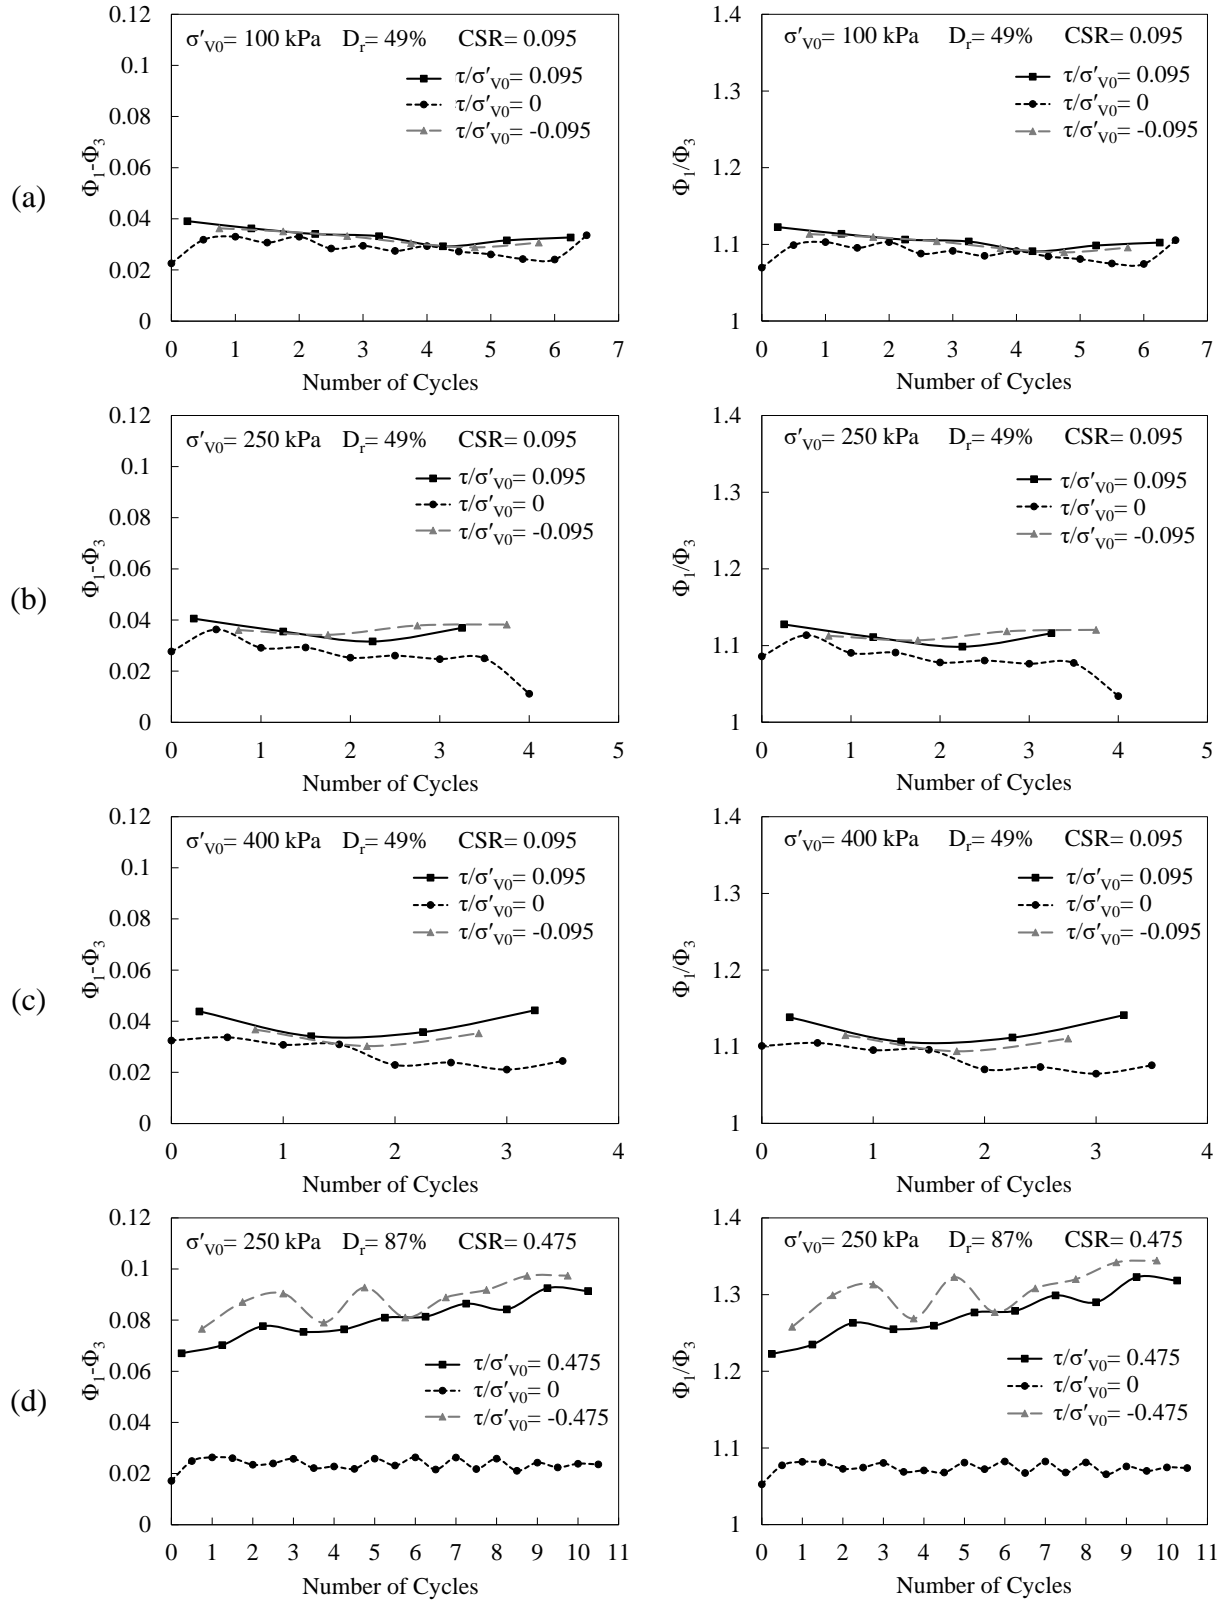 (a)
0.12
0.1
0.08
0.06
0.04
0.02
0
Φ1-Φ3
σ′V0= 100 kPa Dr= 49% CSR= 0.095
τ/σ′V0= 0.095
τ/σ′V0= 0
τ/σ′V0= -0.095
0 1 2 3 4 5 6 7
Number of Cycles
1.4
1.3
1.2
1.1
1
Φ1/Φ3
σ′V0= 100 kPa Dr= 49% CSR= 0.095
τ/σ′V0= 0.095
τ/σ′V0= 0
τ/σ′V0= -0.095
0 1 2 3 4 5 6 7
Number of Cycles
(b)
0.12
0.1
0.08
0.06
0.04
0.02
0
Φ1-Φ3
σ′V0= 250 kPa Dr= 49% CSR= 0.095
τ/σ′V0= 0.095
τ/σ′V0= 0
τ/σ′V0= -0.095
0 1 2 3 4 5
Number of Cycles
1.4
1.3
1.2
1.1
1
Φ1/Φ3
σ′V0= 250 kPa Dr= 49% CSR= 0.095
τ/σ′V0= 0.095
τ/σ′V0= 0
τ/σ′V0= -0.095
0 1 2 3 4 5
Number of Cycles
(c)
0.12
0.1
0.08
0.06
0.04
0.02
0
Φ1-Φ3
σ′V0= 400 kPa Dr= 49% CSR= 0.095
τ/σ′V0= 0.095
τ/σ′V0= 0
τ/σ′V0= -0.095
0 1 2 3 4
Number of Cycles
1.4
1.3
1.2
1.1
1
Φ1/Φ3
σ′V0= 400 kPa Dr= 49% CSR= 0.095
τ/σ′V0= 0.095
τ/σ′V0= 0
τ/σ′V0= -0.095
0 1 2 3 4
Number of Cycles
(d)
0.12
0.1
0.08
0.06
0.04
0.02
0
Φ1-Φ3
σ′V0= 250 kPa Dr= 87% CSR= 0.475
τ/σ′V0= 0.475
τ/σ′V0= 0
τ/σ′V0= -0.475
0 1 2 3 4 5 6 7 8 9 10 11
Number of Cycles
1.4
1.3
1.2
1.1
1
Φ1/Φ3
σ′V0= 250 kPa Dr= 87% CSR= 0.475
τ/σ′V0= 0.475
τ/σ′V0= 0
τ/σ′V0= -0.475
0 1 2 3 4 5 6 7 8 9 10 11
Number of Cycles